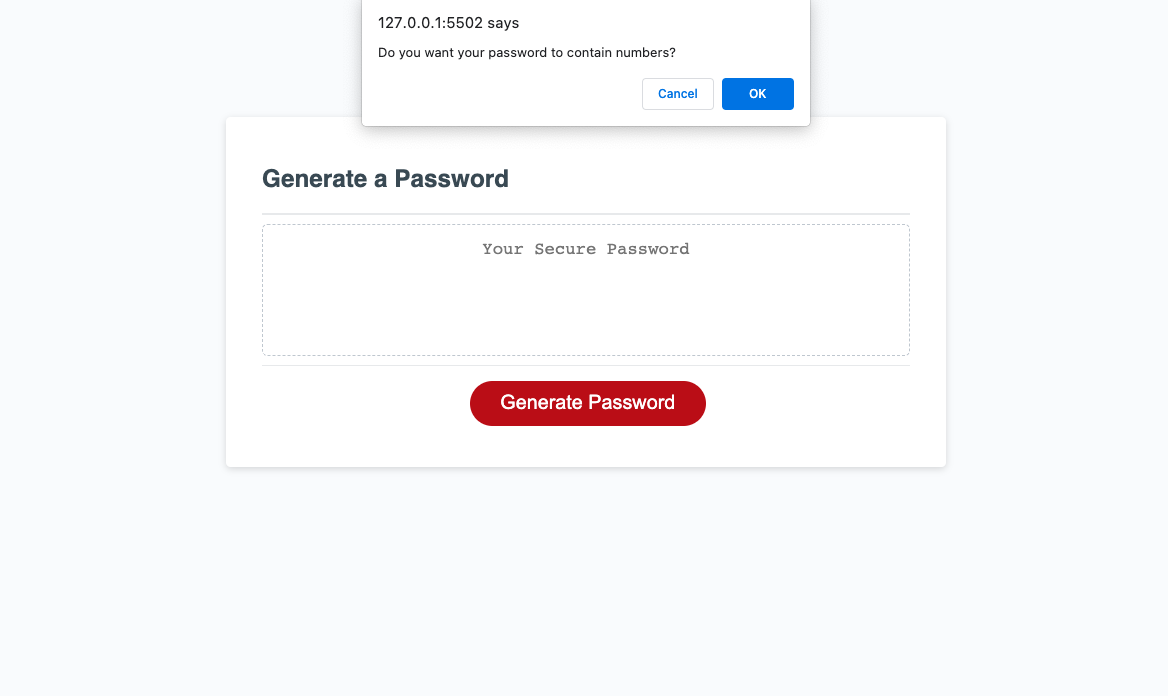 127.0.0.1:5502 says
Do you want your password to contain numbers?
Cancel OK
Generate a Password
Your Secure Password
Generate Password